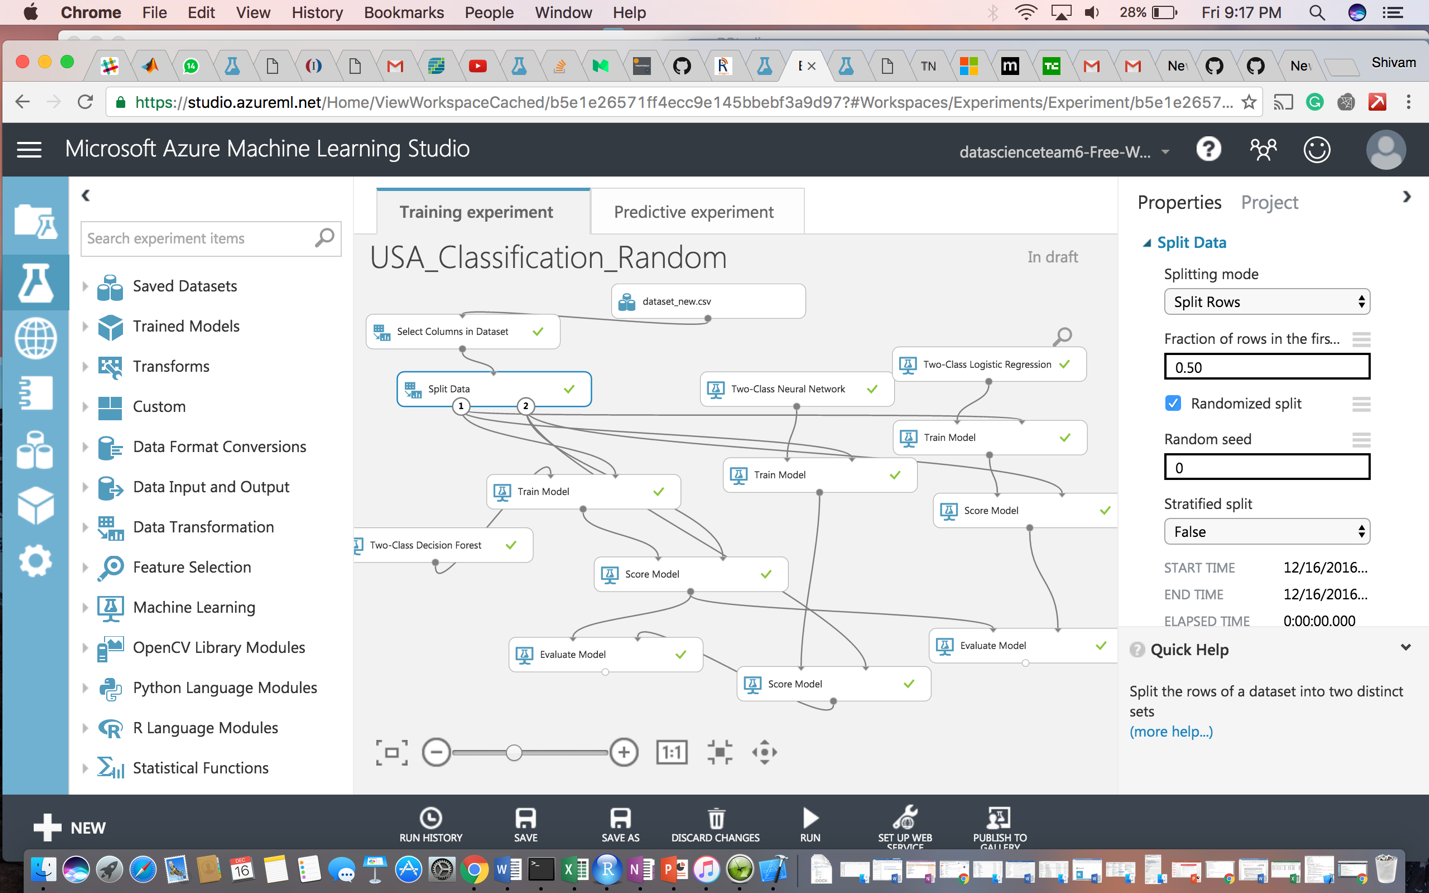 Chrome File Edit View History Bookmarks People Window Help 28% Fri 9:17 PM
14 TN TC Ne Ne Shivam
https://studio.azureml.net/Home/ViewWorkspaceCached/b5e1e26571ff4ecc9e145bbebf3a9d97?#Workspaces/Experiments/Experiment/b5e1e2657...
Microsoft Azure Machine Learning Studio
datascienceteam6-Free-W...
Search experiment items
Saved Datasets
Trained Models
Transforms
Custom
Data Format Conversions
Data Input and Output
Data Transformation
Feature Selection
Machine Learning
OpenCV Library Modules
Python Language Modules
R Language Modules
Statistical Functions
Training experiment
Predictive experiment
USA_Classification_Random
In draft
dataset_new.csv
Select Columns in Dataset
Two-Class Logistic Regression
Split Data
1 2
Two-Class Neural Network
Train Model
Train Model
Train Model
Score Model
Two-Class Decision Forest
Score Model
Evaluate Model
Evaluate Model
Score Model
1:1
Properties Project
Split Data
Splitting mode
Split Rows
Fraction of rows in the firs...
0.50
Randomized split
Random seed
0
Stratified split
False
START TIME 12/16/2016...
END TIME 12/16/2016...
ELAPSED TIME 0:00:00.000
Quick Help
Split the rows of a dataset into two distinct
sets
(more help...)
NEW
RUN HISTORY
SAVE
SAVE AS
DISCARD CHANGES
RUN
SET UP WEB
SERVICE
PUBLISH TO
GALLERY
DEC
16